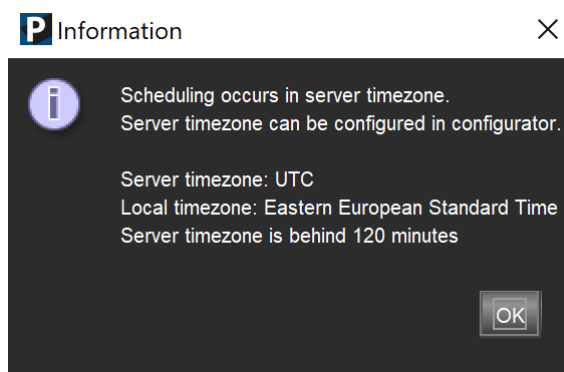 P Information
Scheduling occurs in server timezone.
Server timezone can be configured in configurator.
Server timezone: UTC
Local timezone: Eastern European Standard Time
Server timezone is behind 120 minutes
OK